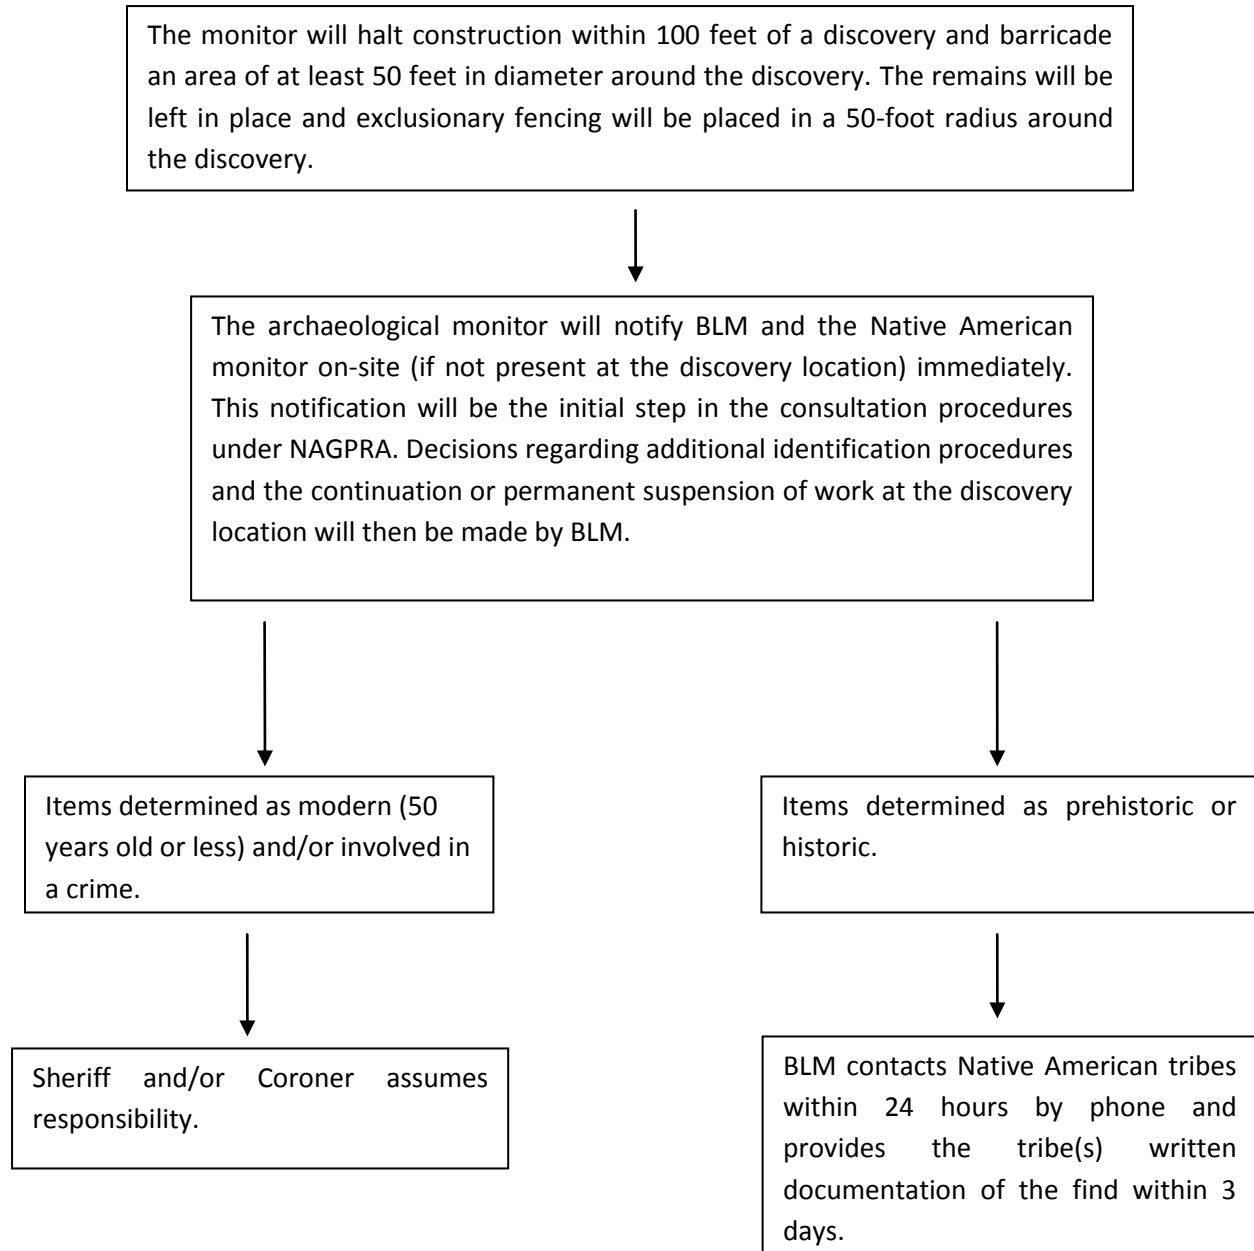 The monitor will halt construction within 100 feet of a discovery and barricade
an area of at least 50 feet in diameter around the discovery. The remains will be
left in place and exclusionary fencing will be placed in a 50-foot radius around
the discovery.
The archaeological monitor will notify BLM and the Native American
monitor on-site (if not present at the discovery location) immediately.
This notification will be the initial step in the consultation procedures
under NAGPRA. Decisions regarding additional identification procedures
and the continuation or permanent suspension of work at the discovery
location will then be made by BLM.
Items determined as modern (50
years old or less) and/or involved in
a crime.
Sheriff and/or Coroner assumes
responsibility.
Items determined as prehistoric or
historic.
BLM contacts Native American tribes
within 24 hours by phone and
provides the tribe(s) written
documentation of the find within 3
days.